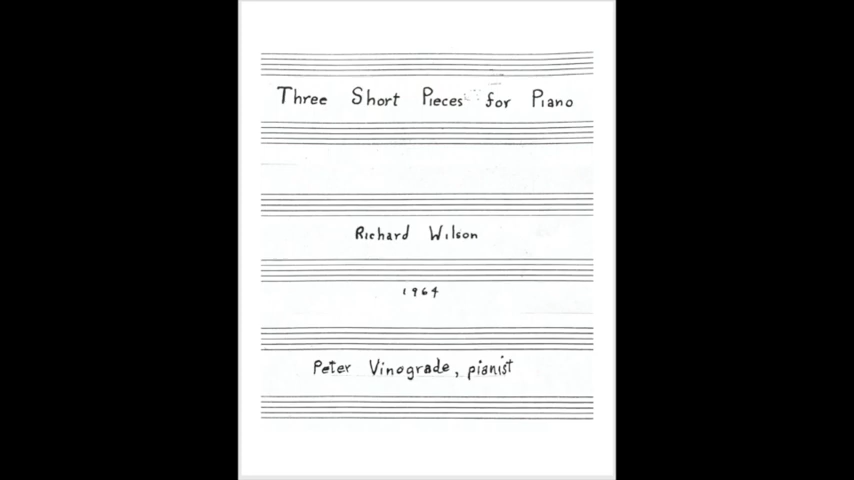 Three Short Pieces for Piano
Richard Wilson
1964
Peter Vinograde, pianist